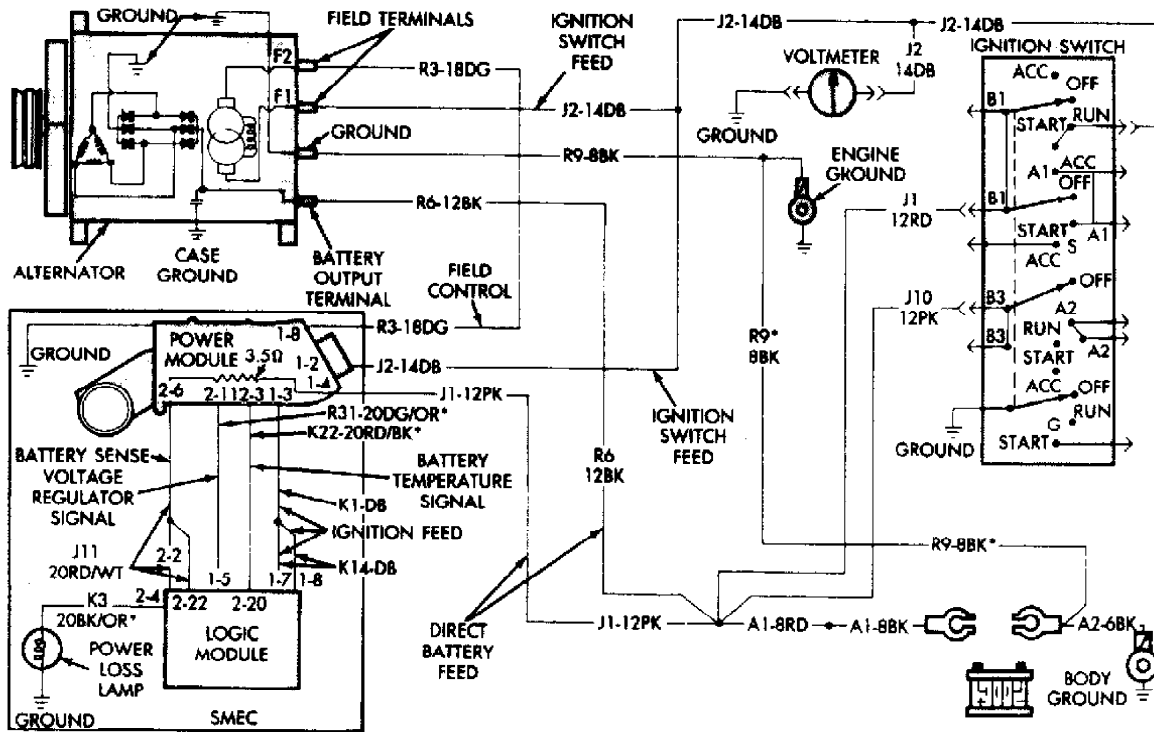 GROUND
FIELD TERMINALS
IGNITION
SWITCH
FEED
J2-14DB
J2-14DB
J2
14DB
IGNITION SWITCH
VOLTMETER
GROUND
F2
R3-18DG
F1
J2-14DB
GROUND
R9-8BK
ENGINE
GROUND
R6-12BK
ALTERNATOR
CASE
GROUND
BATTERY
OUTPUT
TERMINAL
FIELD
CONTROL
ACC
OFF
B1
RUN
START
A1
ACC
OFF
J1
12RD
B1
START
S
A1
ACC
OFF
J10
12PK
B3
A2
RUN
B3
START
A2
ACC
OFF
RUN
G
GROUND
START
R3-18DG
1-8
GROUND
POWER
MODULE
3.5Ω
1-2
J2-14DB
1-4
2-6
2-11
2-3
1-3
J1-12PK
R9*
8BK
R31-20DG/OR*
K22-20RD/BK*
IGNITION
SWITCH
FEED
BATTERY SENSE
VOLTAGE
REGULATOR
SIGNAL
BATTERY
TEMPERATURE
SIGNAL
R6
12BK
K1-DB
IGNITION FEED
J11
20RD/WT
2-2
K14-DB
1-5
1-7
1-8
K3
20BK/OR*
2-4
2-22
2-20
LOGIC
MODULE
POWER
LOSS
LAMP
GROUND
SMEC
R9-8BK*
DIRECT
BATTERY
FEED
J1-12PK
A1-8RD
A1-8BK
A2-6BK
BODY
GROUND